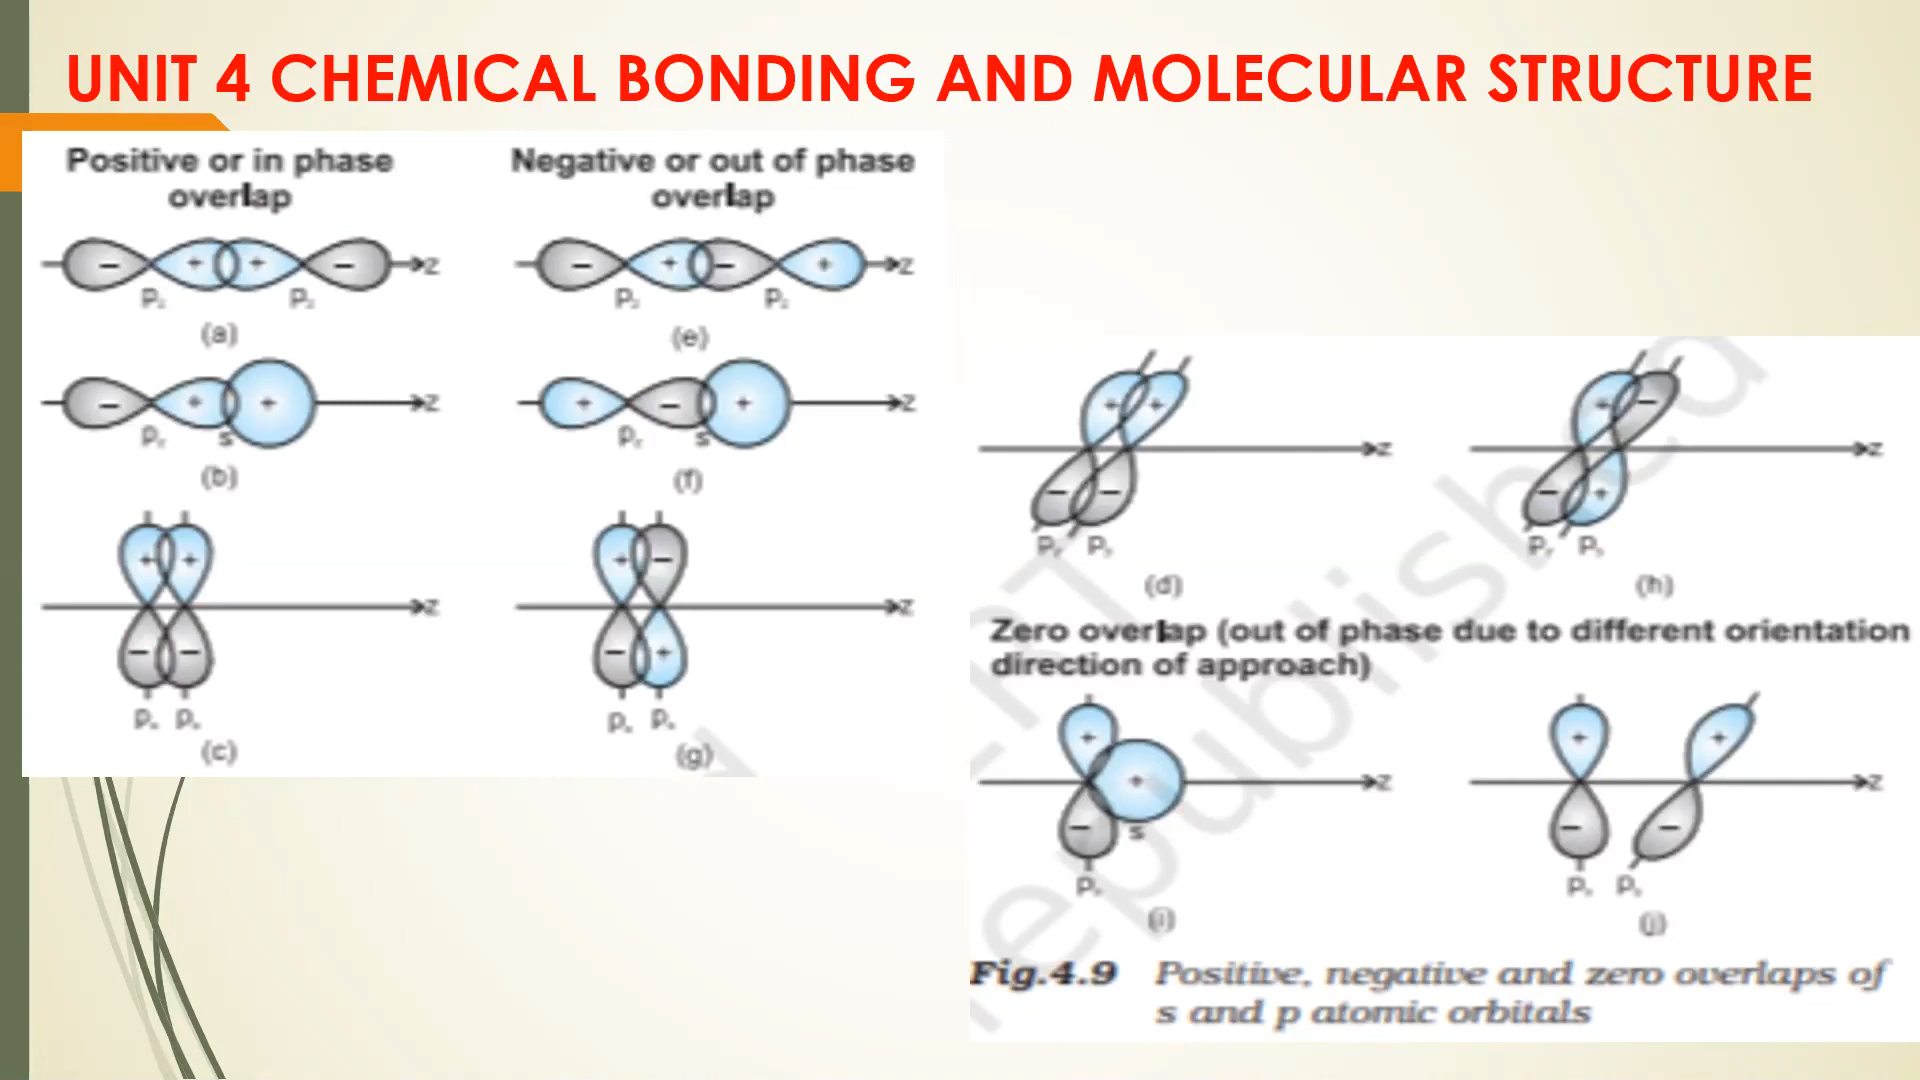 UNIT 4 CHEMICAL BONDING AND MOLECULAR STRUCTURE
Positive or in phase
overlap
Negative or out of phase
overlap
− + + − z
p p
(a)
− + − + z
p p
(e)
− + + z
p s
(b)
+ − + z
p s
(f)
+ +
z
− −
p p
(c)
+ −
z
− +
p p
(g)
+ +
z
− −
p p
(d)
+ −
z
− +
p p
(h)
Zero overlap (out of phase due to different orientation
direction of approach)
+
+ z
− s
p
(i)
+ +
z
− −
p p
(j)
Fig.4.9 Positive, negative and zero overlaps of
s and p atomic orbitals